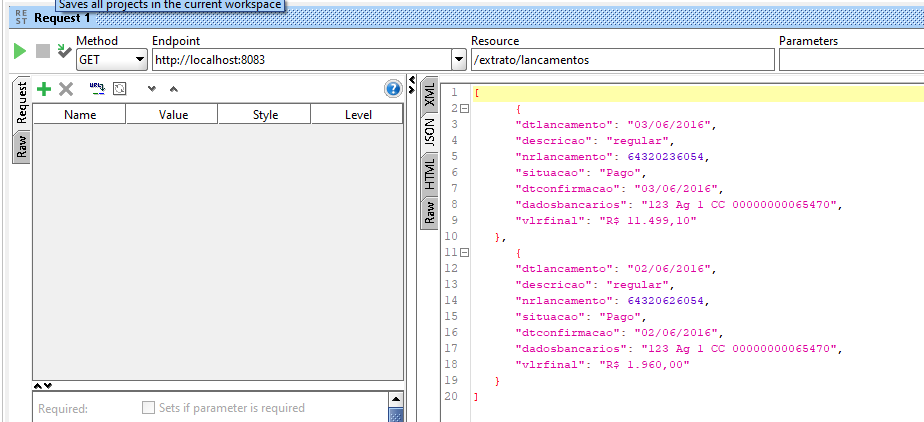 Saves all projects in the current workspace
RE
ST
Request 1
Method Endpoint Resource Parameters
GET http://localhost:8083 /extrato/lancamentos
Request
Raw
Name Value Style Level
Required: Sets if parameter is required
XML
JSON
HTML
Raw
1 [
2 {
3 "dtlancamento": "03/06/2016",
4 "descricao": "regular",
5 "nrlancamento": 64320236054,
6 "situacao": "Pago",
7 "dtconfirmacao": "03/06/2016",
8 "dadosbancarios": "123 Ag 1 CC 00000000065470",
9 "vlrfinal": "R$ 11.499,10"
10 },
11 {
12 "dtlancamento": "02/06/2016",
13 "descricao": "regular",
14 "nrlancamento": 64320626054,
15 "situacao": "Pago",
16 "dtconfirmacao": "02/06/2016",
17 "dadosbancarios": "123 Ag 1 CC 00000000065470",
18 "vlrfinal": "R$ 1.960,00"
19 }
20 ]